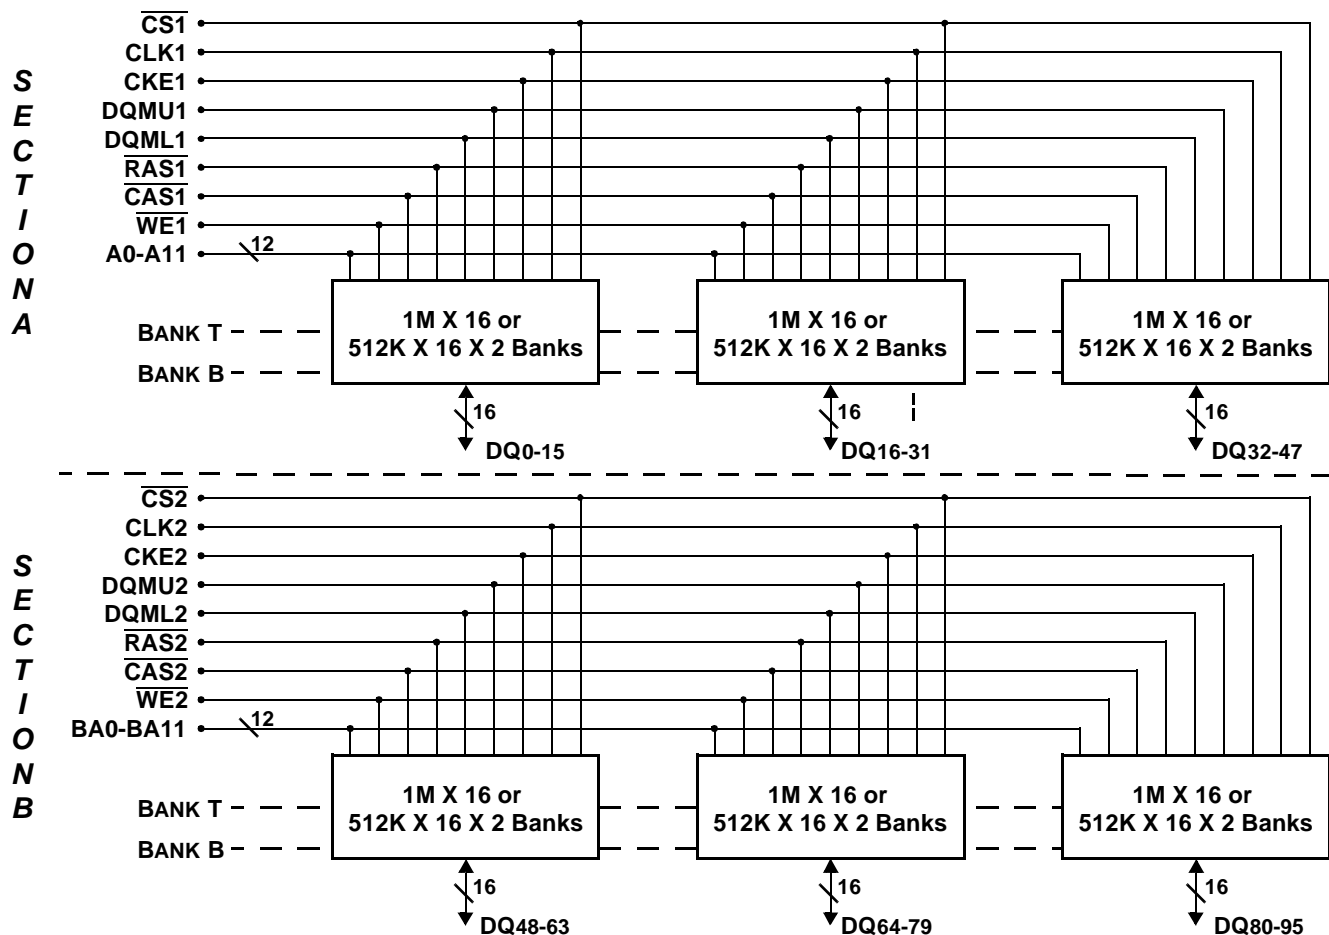 SECTION A
CS1
CLK1
CKE1
DQMU1
DQML1
RAS1
CAS1
WE1
A0-A11
12
BANK T
BANK B
1M X 16 or
512K X 16 X 2 Banks
1M X 16 or
512K X 16 X 2 Banks
1M X 16 or
512K X 16 X 2 Banks
16
DQ0-15
16
DQ16-31
16
DQ32-47
SECTION B
CS2
CLK2
CKE2
DQMU2
DQML2
RAS2
CAS2
WE2
BA0-BA11
12
BANK T
BANK B
1M X 16 or
512K X 16 X 2 Banks
1M X 16 or
512K X 16 X 2 Banks
1M X 16 or
512K X 16 X 2 Banks
16
DQ48-63
16
DQ64-79
16
DQ80-95